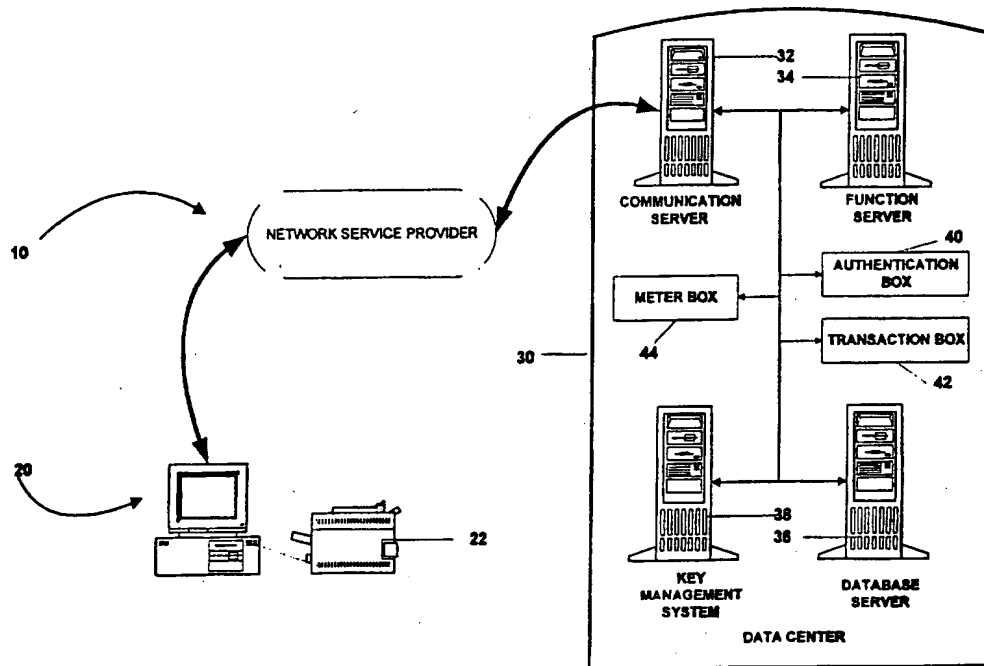 32
34
COMMUNICATION
SERVER
FUNCTION
SERVER
10
NETWORK SERVICE PROVIDER
40
AUTHENTICATION
BOX
METER BOX
44
30
TRANSACTION BOX
42
20
22
38
36
KEY
MANAGEMENT
SYSTEM
DATABASE
SERVER
DATA CENTER